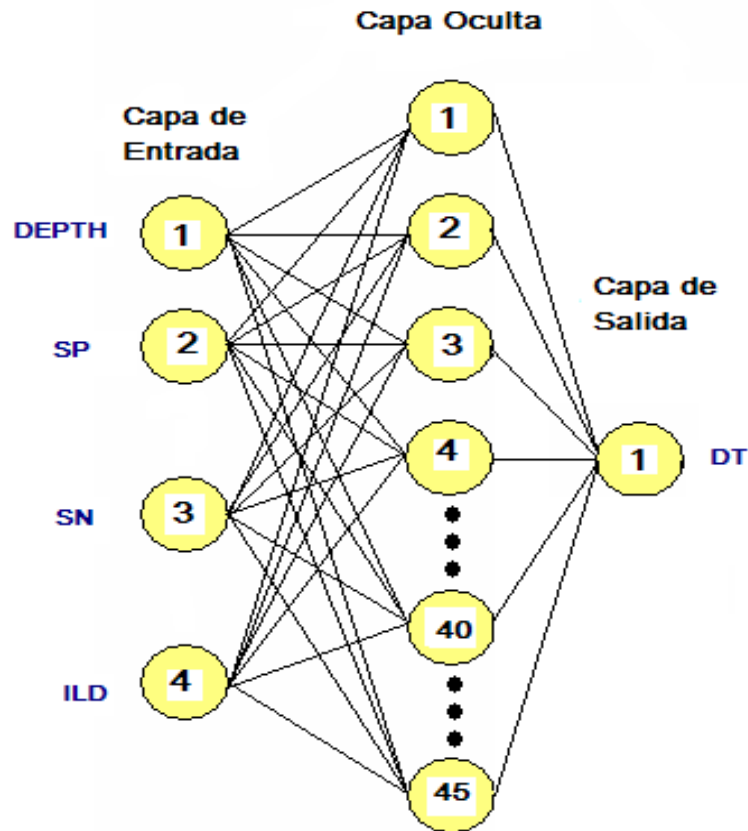 Capa Oculta
Capa de
Entrada
Capa de
Salida
DEPTH
SP
SN
ILD
1
2
3
4
1
2
3
4
40
45
1
DT